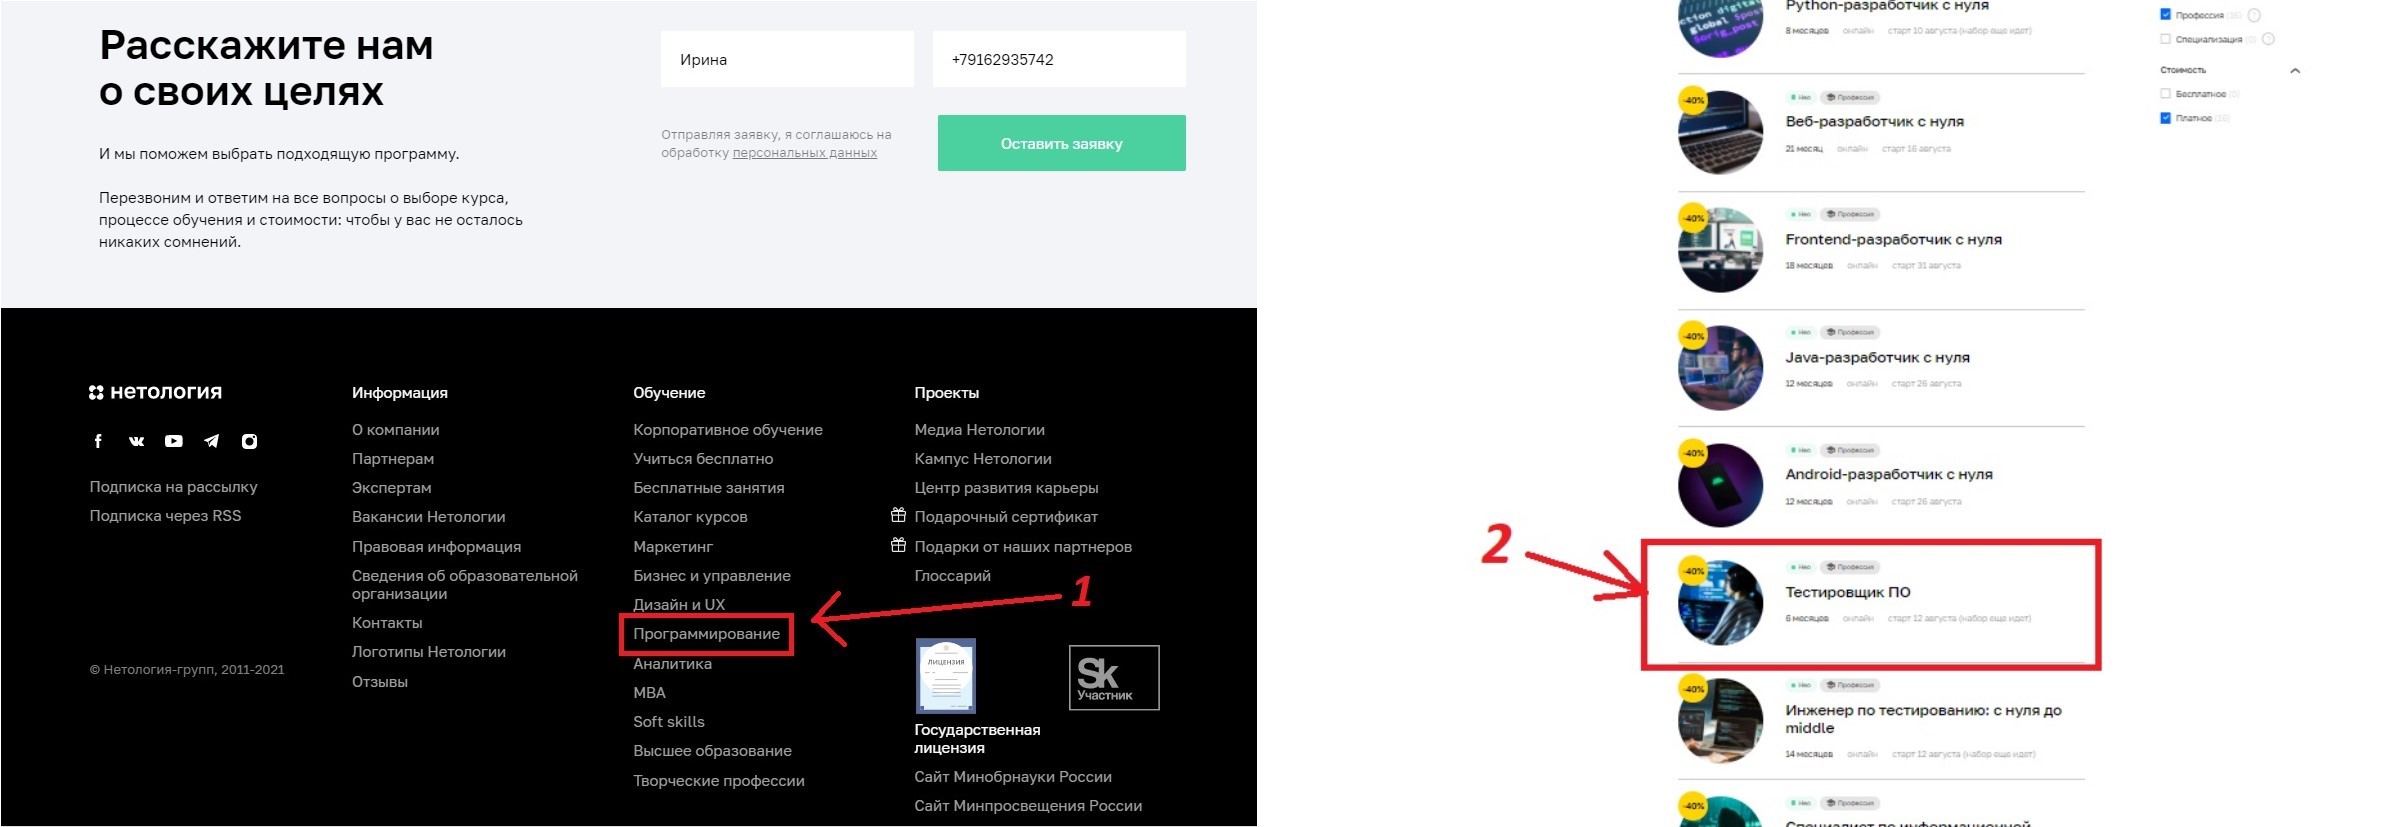 Расскажите нам
о своих целях
И мы поможем выбрать подходящую программу.
Перезвоним и ответим на все вопросы о выборе курса,
процессе обучения и стоимости: чтобы у вас не осталось
никаких сомнений.
Ирина
+79162935742
Отправляя заявку, я соглашаюсь на
обработку персональных данных
Оставить заявку
нетология
Подписка на рассылку
Подписка через RSS
© Нетология-групп, 2011-2021
Информация
О компании
Партнерам
Экспертам
Вакансии Нетологии
Правовая информация
Сведения об образовательной
организации
Контакты
Логотипы Нетологии
Отзывы
Обучение
Корпоративное обучение
Учиться бесплатно
Бесплатные занятия
Каталог курсов
Маркетинг
Бизнес и управление
Дизайн и UX
Программирование
Аналитика
MBA
Soft skills
Высшее образование
Творческие профессии
Проекты
Медиа Нетологии
Кампус Нетологии
Центр развития карьеры
Подарочный сертификат
Подарки от наших партнеров
Глоссарий
1
ЛИЦЕНЗИЯ
Sk
Участник
Государственная
лицензия
Сайт Минобрнауки России
Сайт Минпросвещения России
Python-разработчик с нуля
8 месяцев онлайн старт 10 августа (набор еще идет)
-40%
Нео Профессия
Веб-разработчик с нуля
21 месяц онлайн старт 16 августа
-40%
Нео Профессия
Frontend-разработчик с нуля
18 месяцев онлайн старт 31 августа
-40%
Нео Профессия
Java-разработчик с нуля
12 месяцев онлайн старт 26 августа
-40%
Нео Профессия
Android-разработчик с нуля
12 месяцев онлайн старт 26 августа
2
-40%
Нео Профессия
Тестировщик ПО
6 месяцев онлайн старт 12 августа (набор еще идет)
-40%
Нео Профессия
Инженер по тестированию: с нуля до
middle
14 месяцев онлайн старт 12 августа (набор еще идет)
-40%
Нео Профессия
Специалист по информационной
Профессия (16)
Специализация (0)
Стоимость
Бесплатное (0)
Платное (16)